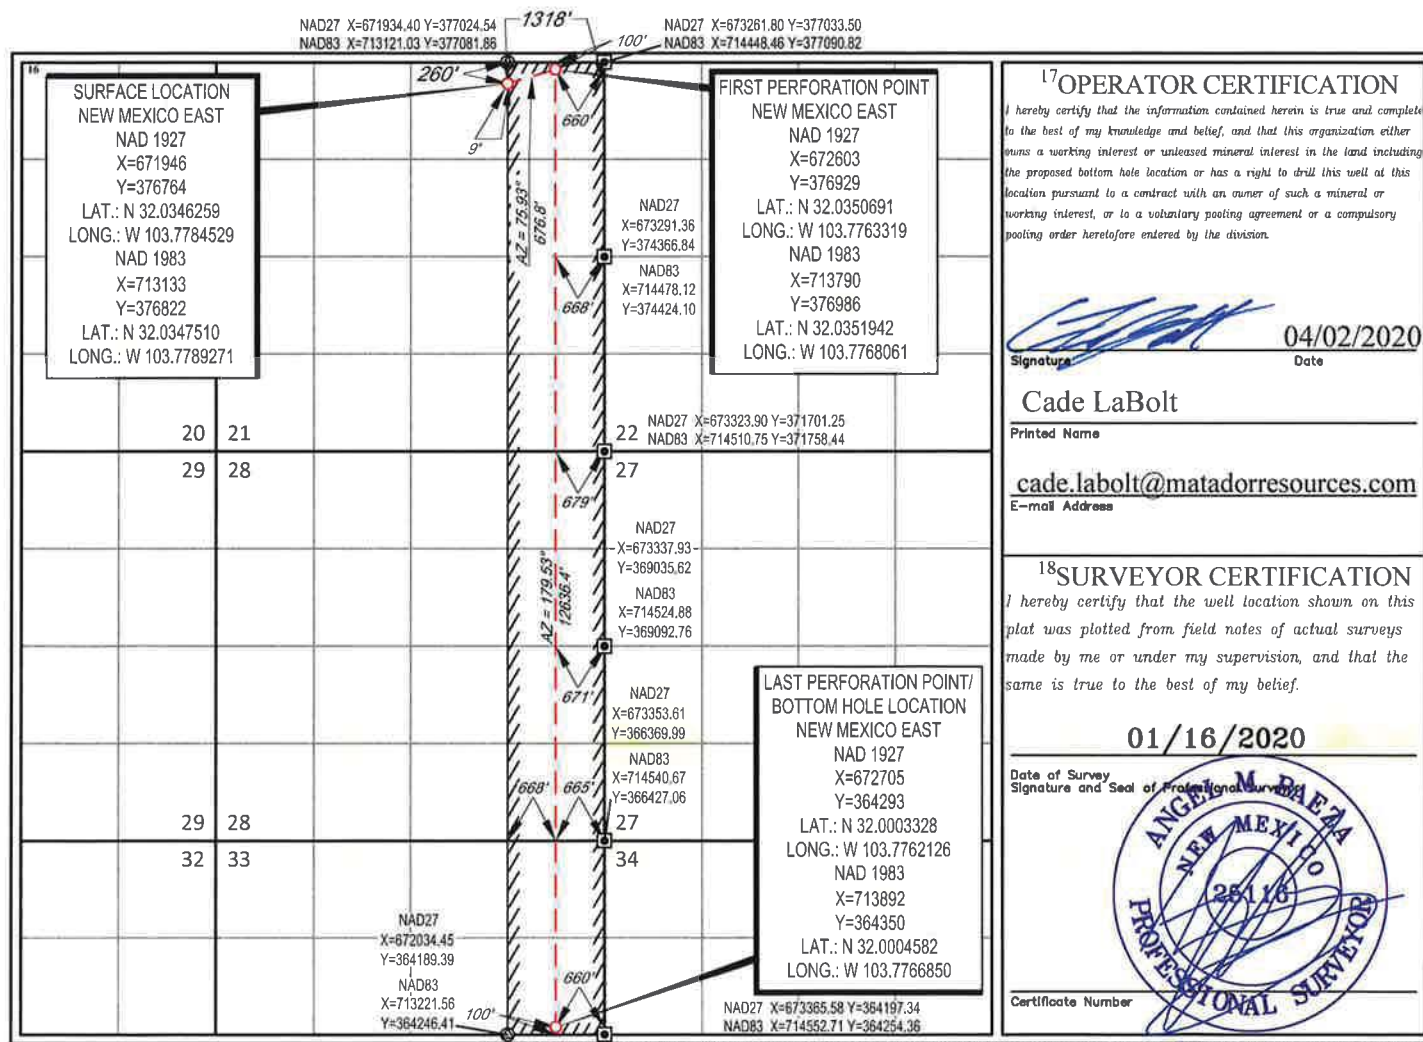 NAD27 X=671934.40 Y=377024.54
NAD83 X=713121.03 Y=377081.86
1318'
NAD27 X=673261.80 Y=377033.50
NAD83 X=714448.46 Y=377090.82
100'
260'
9'
660'
16
SURFACE LOCATION
NEW MEXICO EAST
NAD 1927
X=671946
Y=376764
LAT.: N 32.0346259
LONG.: W 103.7784529
NAD 1983
X=713133
Y=376822
LAT.: N 32.0347510
LONG.: W 103.7789271
AZ = 75.93°
676.8'
FIRST PERFORATION POINT
NEW MEXICO EAST
NAD 1927
X=672603
Y=376929
LAT.: N 32.0350691
LONG.: W 103.7763319
NAD 1983
X=713790
Y=376986
LAT.: N 32.0351942
LONG.: W 103.7768061
NAD27
X=673291.36
Y=374366.84
NAD83
X=714478.12
Y=374424.10
668'
20 21
29 28
22
27
NAD27 X=673323.90 Y=371701.25
NAD83 X=714510.75 Y=371758.44
679'
NAD27
X=673337.93
Y=369035.62
NAD83
X=714524.88
Y=369092.76
AZ = 179.53°
12636.4'
671'
NAD27
X=673353.61
Y=366369.99
NAD83
X=714540.67
Y=366427.06
668'
665'
29 28
32 33
27
34
LAST PERFORATION POINT/
BOTTOM HOLE LOCATION
NEW MEXICO EAST
NAD 1927
X=672705
Y=364293
LAT.: N 32.0003328
LONG.: W 103.7762126
NAD 1983
X=713892
Y=364350
LAT.: N 32.0004582
LONG.: W 103.7766850
NAD27
X=672034.45
Y=364189.39
NAD83
X=713221.56
Y=364246.41
100'
660'
NAD27 X=673365.58 Y=364197.34
NAD83 X=714552.71 Y=364254.36
17 OPERATOR CERTIFICATION
I hereby certify that the information contained herein is true and complete
to the best of my knowledge and belief, and that this organization either
owns a working interest or unleased mineral interest in the land including
the proposed bottom hole location or has a right to drill this well at this
location pursuant to a contract with an owner of such a mineral or
working interest, or to a voluntary pooling agreement or a compulsory
pooling order heretofore entered by the division.
04/02/2020
Signature
Date
Cade LaBolt
Printed Name
cade.labolt@matadorresources.com
E-mail Address
18 SURVEYOR CERTIFICATION
I hereby certify that the well location shown on this
plat was plotted from field notes of actual surveys
made by me or under my supervision, and that the
same is true to the best of my belief.
01/16/2020
Date of Survey
Signature and Seal of Professional Surveyor
ANGEL M. BAEZA
NEW MEXICO
25116
PROFESSIONAL SURVEYOR
Certificate Number